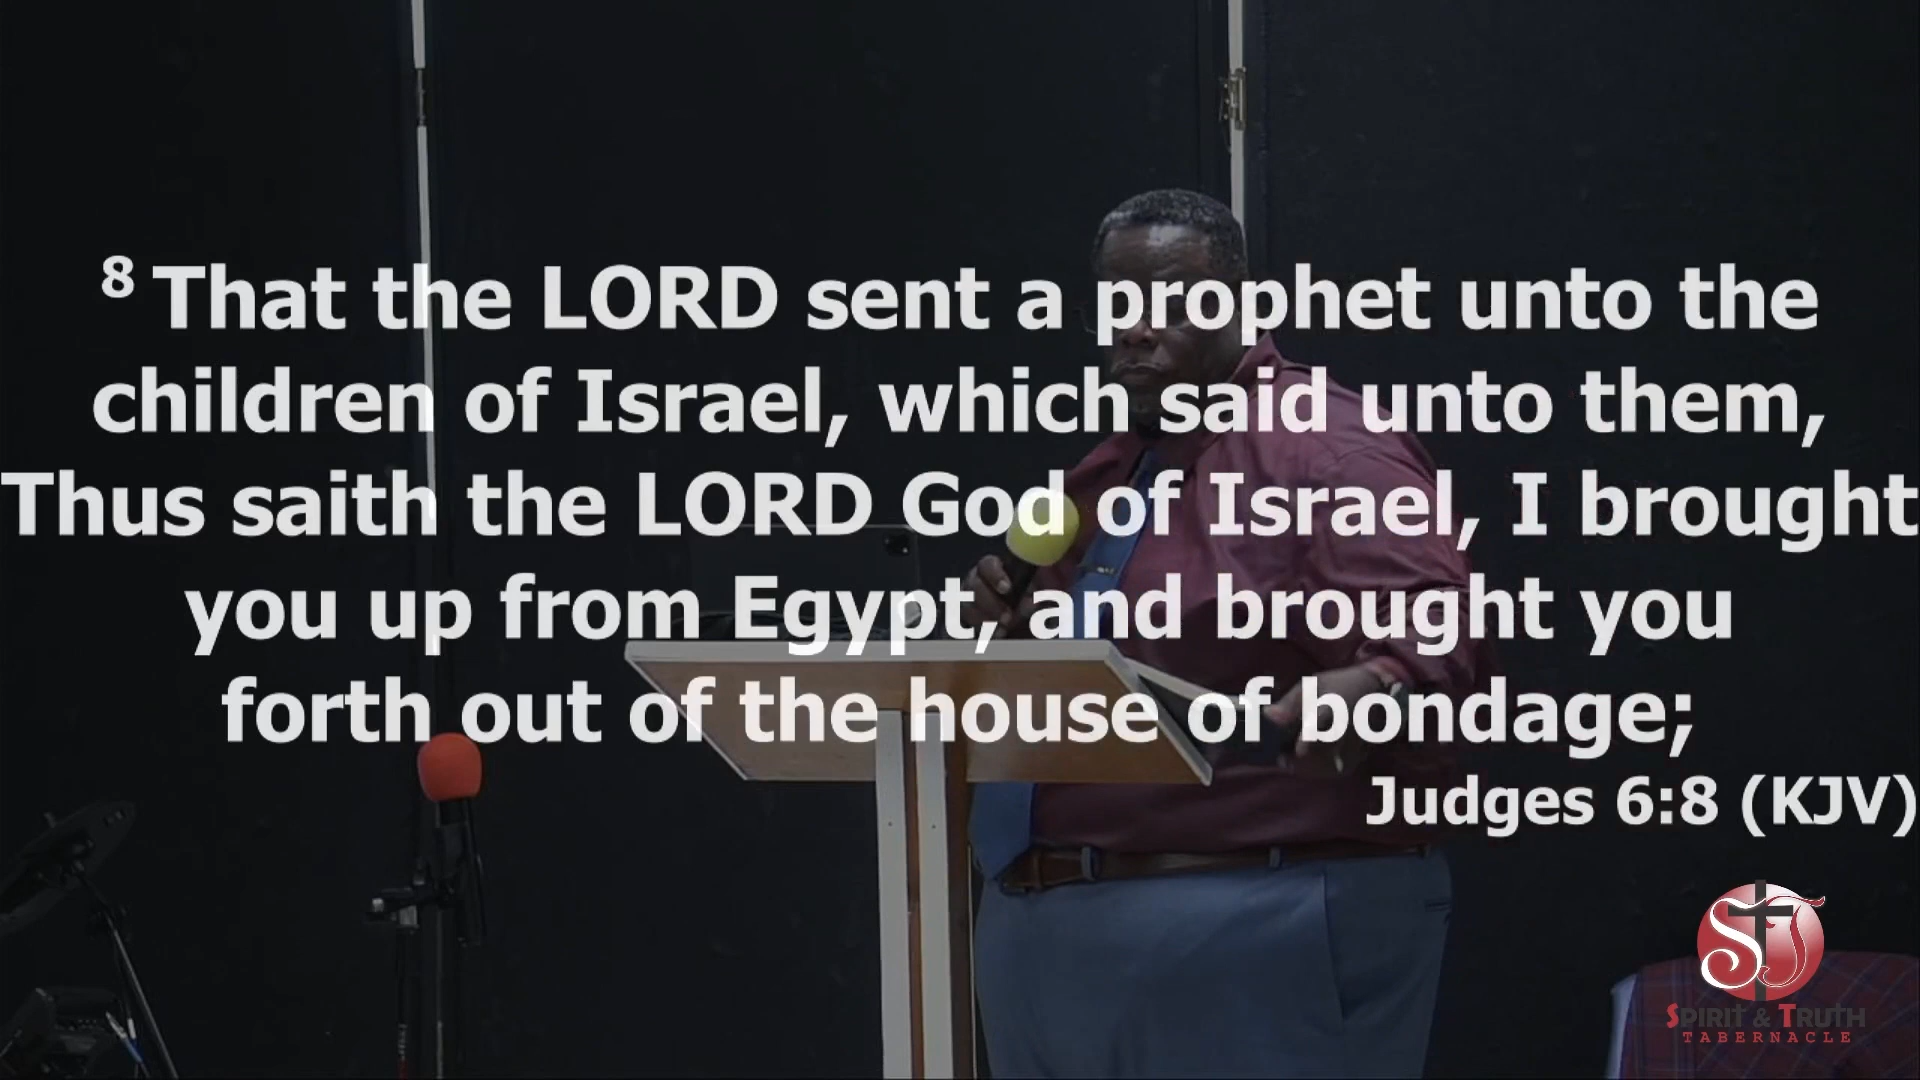 8 That the LORD sent a prophet unto the
children of Israel, which said unto them,
Thus saith the LORD God of Israel, I brought
you up from Egypt, and brought you
forth out of the house of bondage;
Judges 6:8 (KJV)
ST
SPIRIT & TRUTH
TABERNACLE